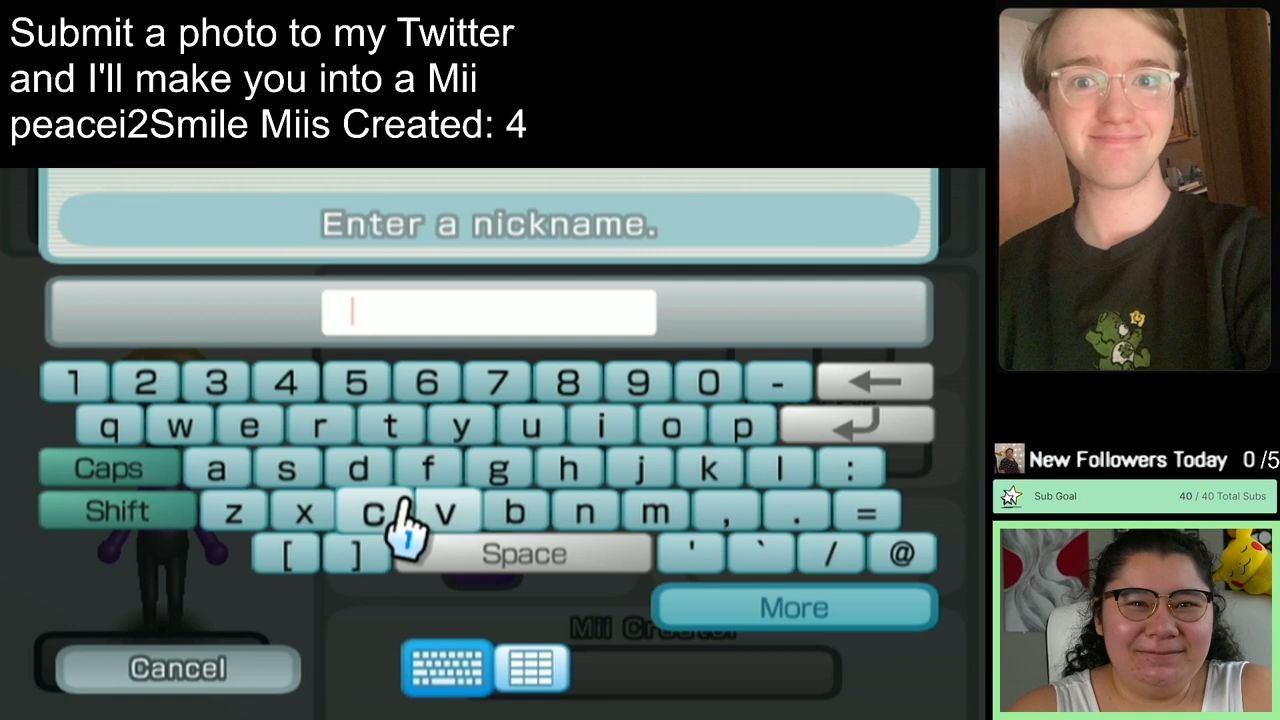 Submit a photo to my Twitter
and I'll make you into a Mii
peacei2Smile Miis Created: 4
Enter a nickname.
1 2 3 4 5 6 7 8 9 0 -
q w e r t y u i o p
Caps a s d f g h j k l :
Shift z x c v b n m , . =
[ ] Space ' ` / @
More
Mii Creator
Cancel
1
New Followers Today 0 /5
Sub Goal 40 / 40 Total Subs